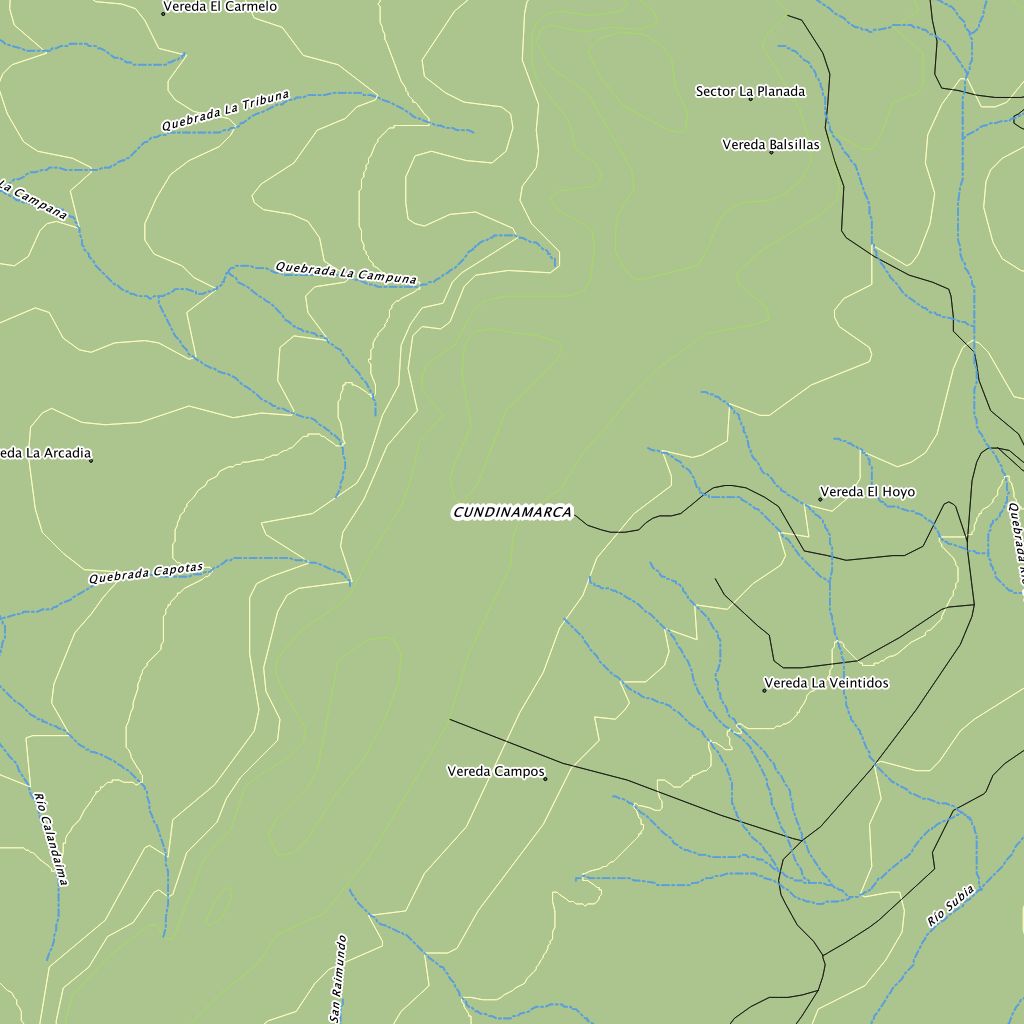 Vereda El Carmelo
Sector La Planada
Quebrada La Tribuna
Vereda Balsillas
La Campana
Quebrada La Campuna
eda La Arcadia
Vereda El Hoyo
CUNDINAMARCA
Quebrada
Quebrada Capotas
Vereda La Veintidos
Vereda Campos
Río Calandaima
Río Subia
San Raimundo